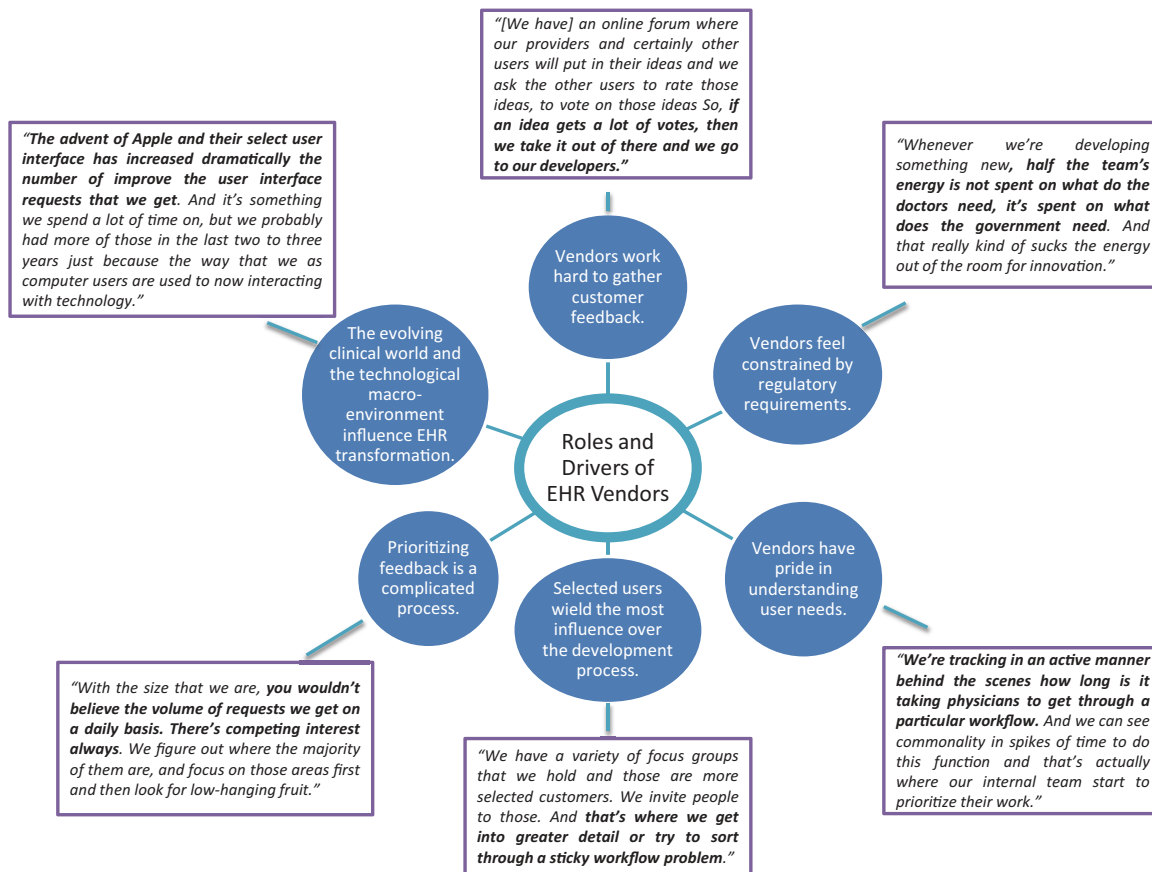 “[We have] an online forum where
our providers and certainly other
users will put in their ideas and we
ask the other users to rate those
ideas, to vote on those ideas So, if
an idea gets a lot of votes, then
we take it out of there and we go
to our developers.”
“The advent of Apple and their select user
interface has increased dramatically the
number of improve the user interface
requests that we get. And it’s something
we spend a lot of time on, but we probably
had more of those in the last two to three
years just because the way that we as
computer users are used to now interacting
with technology.”
“Whenever we’re developing
something new, half the team’s
energy is not spent on what do the
doctors need, it’s spent on what
does the government need. And
that really kind of sucks the energy
out of the room for innovation.”
Vendors work
hard to gather
customer
feedback.
The evolving
clinical world and
the technological
macro-
environment
influence EHR
transformation.
Vendors feel
constrained by
regulatory
requirements.
Roles and
Drivers of
EHR Vendors
Prioritizing
feedback is a
complicated
process.
Selected users
wield the most
influence over
the development
process.
Vendors have
pride in
understanding
user needs.
“With the size that we are, you wouldn’t
believe the volume of requests we get on
a daily basis. There’s competing interest
always. We figure out where the majority
of them are, and focus on those areas first
and then look for low-hanging fruit.”
“We have a variety of focus groups
that we hold and those are more
selected customers. We invite people
to those. And that’s where we get
into greater detail or try to sort
through a sticky workflow problem.”
“We’re tracking in an active manner
behind the scenes how long is it
taking physicians to get through a
particular workflow. And we can see
commonality in spikes of time to do
this function and that’s actually
where our internal team start to
prioritize their work.”